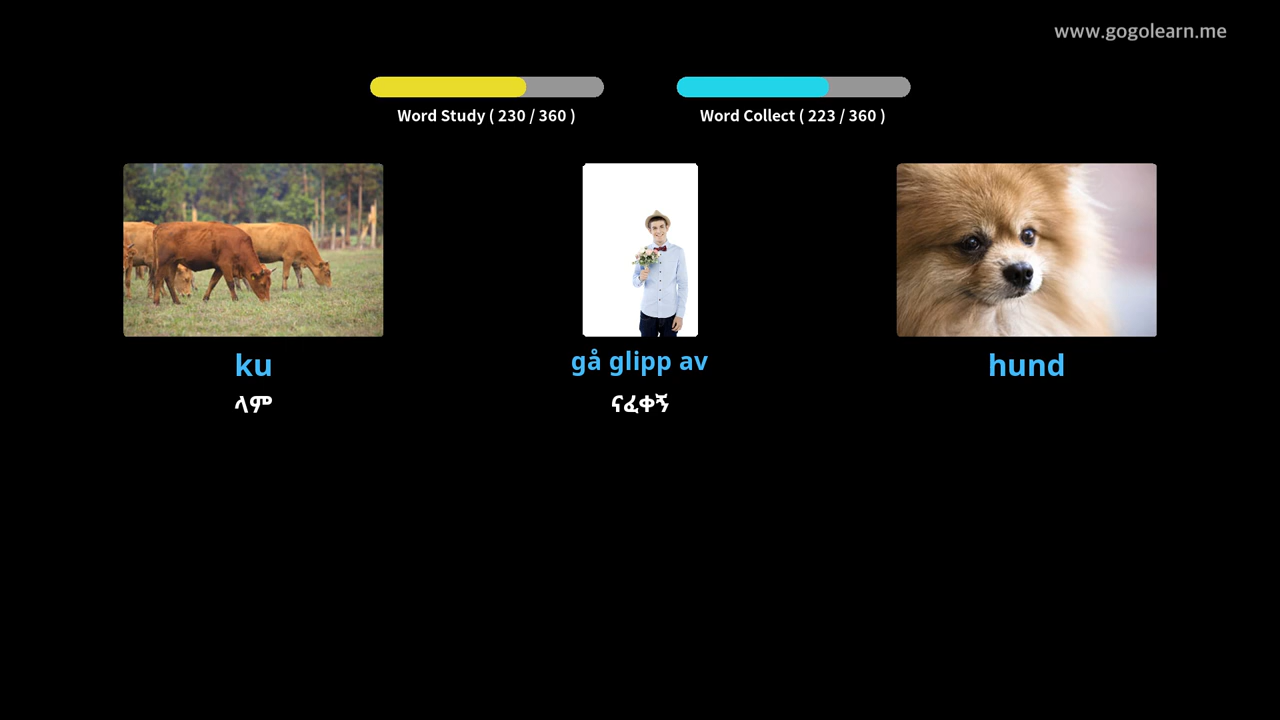 www.gogolearn.me
Word Study ( 230 / 360 )
Word Collect ( 223 / 360 )
ku
gå glipp av
hund
ላም
ናፈቀኝ